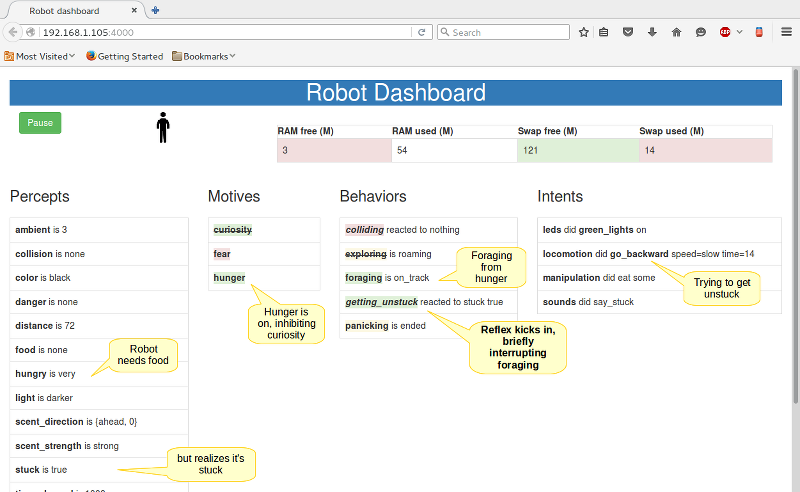 Robot dashboard
192.168.1.105:4000
Search
ABP
Most Visited
Getting Started
Bookmarks
Robot Dashboard
Pause
RAM free (M) RAM used (M) Swap free (M) Swap used (M)
3 54 121 14
Percepts
ambient is 3
collision is none
color is black
danger is none
distance is 72
food is none
hungry is very
light is darker
scent_direction is {ahead, 0}
scent_strength is strong
stuck is true
Robot
needs food
but realizes it's
stuck
Motives
curiosity
fear
hunger
Hunger is
on, inhibiting
curiosity
Behaviors
colliding reacted to nothing
exploring is roaming
foraging is on_track
getting_unstuck reacted to stuck true
panicking is ended
Foraging
from
hunger
Reflex kicks in,
briefly
interrupting
foraging
Intents
leds did green_lights on
locomotion did go_backward speed=slow time=14
manipulation did eat some
sounds did say_stuck
Trying to get
unstuck